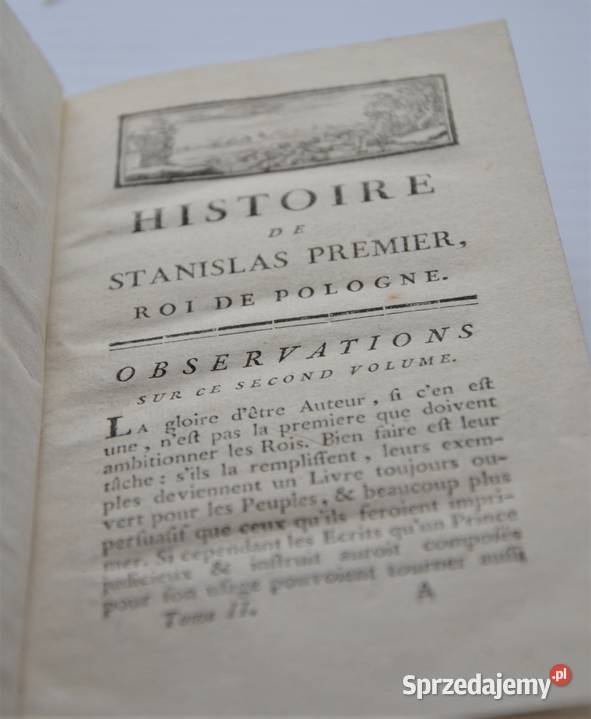 HISTOIRE
DE
STANISLAS PREMIER,
ROI DE POLOGNE.
OBSERVATIONS
SUR CE SECOND VOLUME.
LA gloire d'être Auteur, ſi c'en eſt
une, n'eſt pas la premiere que doivent
ambitionner les Rois. Bien faire eſt leur
tâche : s'ils la rempliſſent, leurs exem-
ples deviennent un Livre toujours ou-
vert pour les Peuples, & beaucoup plus
perſuaſif que ceux qu'ils feroient impri-
mer. Si cependant les Ecrits qu'un Prince
judicieux & inſtruit auroit compoſés
pour ſon uſage pouvoient tourner auſſi
Tome II. A
Sprzedajemy.pl